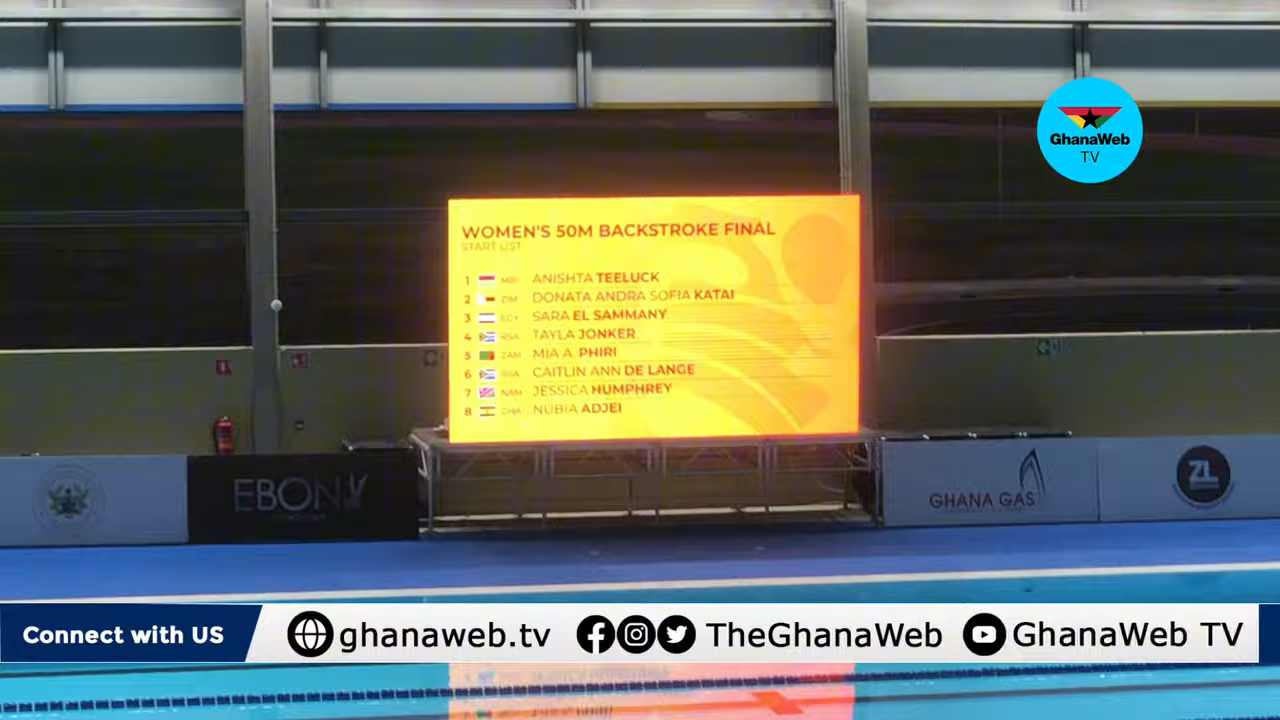 GhanaWeb
TV
WOMEN'S 50M BACKSTROKE FINAL
START LIST
1 ANISHTA TEELUCK
2 ZIM DONATA ANDRA SOFIA KATAI
3 EGY SARA EL SAMMANY
4 RSA TAYLA JONKER
5 ZAM MIA A. PHIRI
6 RSA CAITLIN ANN DE LANGE
7 NAM JESSICA HUMPHREY
8 GHA NUBIA ADJEI
EBONY
GHANA GAS
ZL
Connect with US
ghanaweb.tv
TheGhanaWeb
GhanaWeb TV